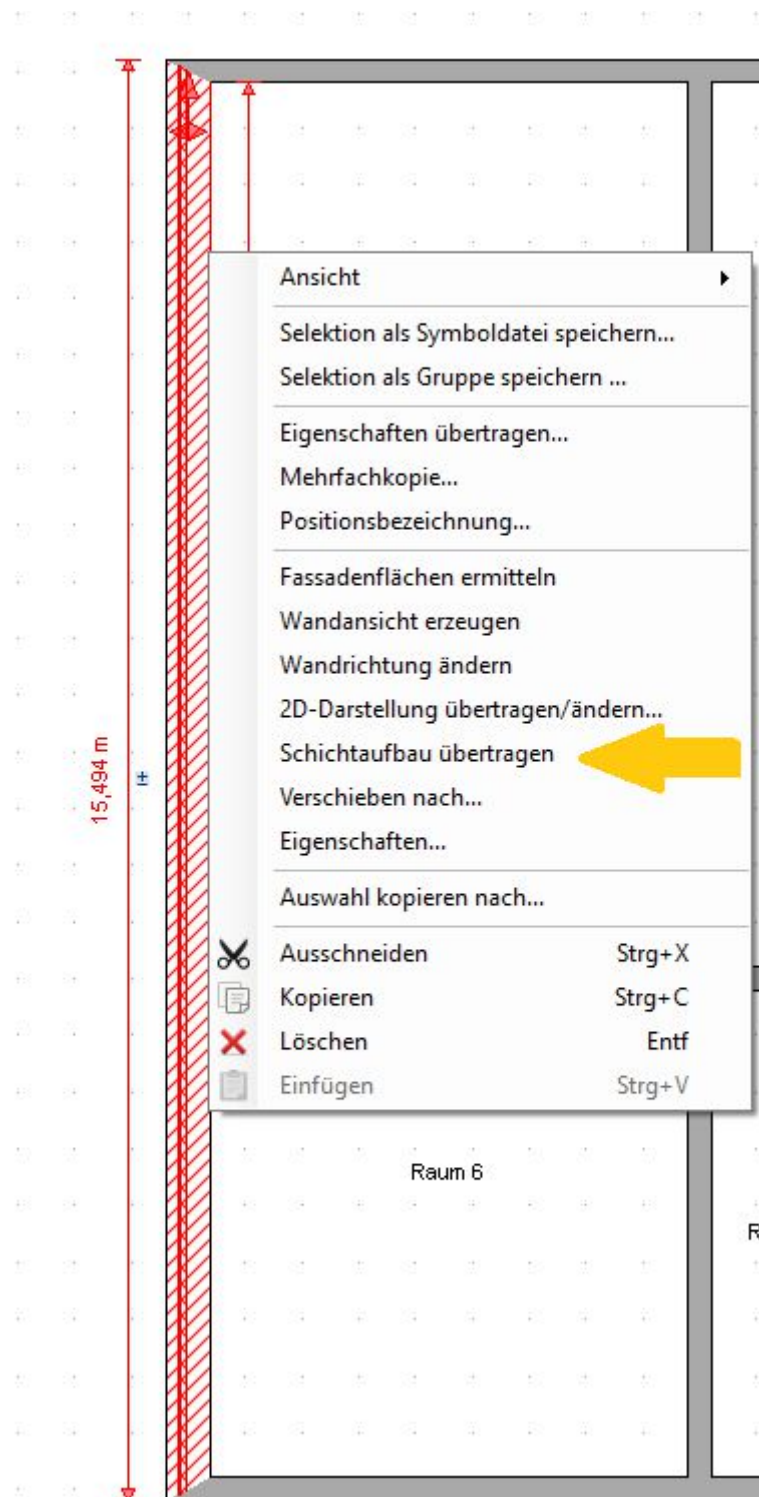 Ansicht
Selektion als Symboldatei speichern...
Selektion als Gruppe speichern ...
Eigenschaften übertragen...
Mehrfachkopie...
Positionsbezeichnung...
Fassadenflächen ermitteln
Wandansicht erzeugen
Wandrichtung ändern
2D-Darstellung übertragen/ändern...
Schichtaufbau übertragen
Verschieben nach...
Eigenschaften...
Auswahl kopieren nach...
Ausschneiden Strg+X
Kopieren Strg+C
Löschen Entf
Einfügen Strg+V
15,494 m
±
Raum 6
R